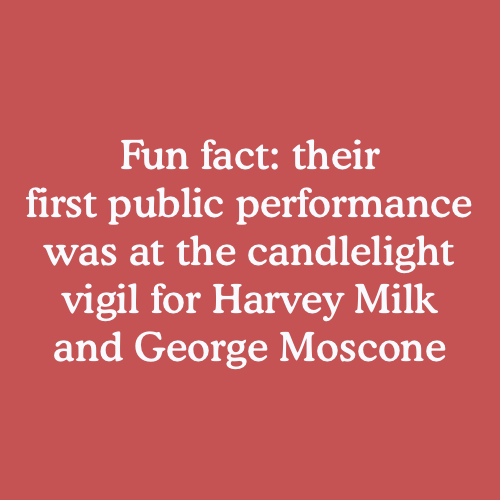 Fun fact: their
first public performance
was at the candlelight
vigil for Harvey Milk
and George Moscone